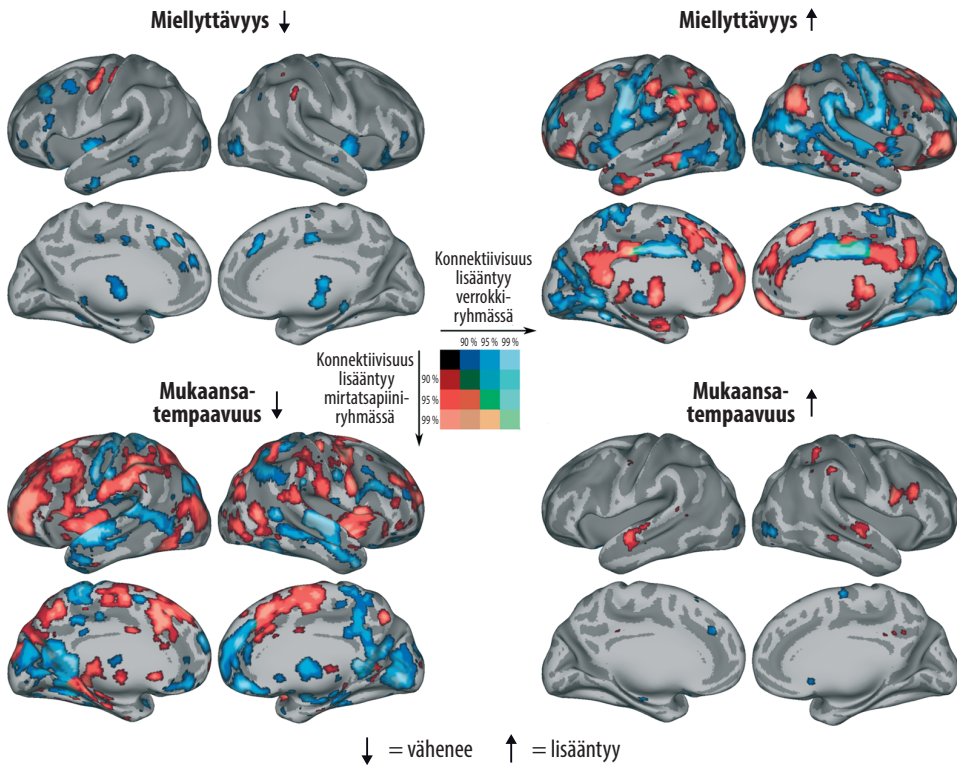 Miellyttävyys ↓
Miellyttävyys ↑
Konnektiivisuus
lisääntyy
verrokki-
ryhmässä
90 % 95 % 99 %
Konnektiivisuus
lisääntyy
mirtatsapiini-
ryhmässä
90 %
95 %
99 %
Mukaansa-
tempaavuus ↓
Mukaansa-
tempaavuus ↑
↓ = vähenee ↑ = lisääntyy